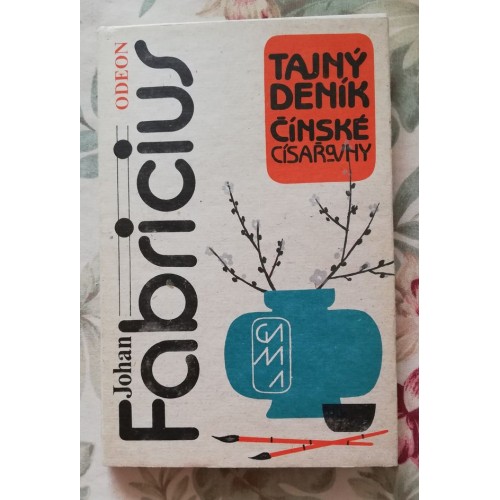 Johan
Fabricius
ODEON
TAJNÝ
DENÍK
ČÍNSKÉ
CÍSAŘOVNY
GAMA